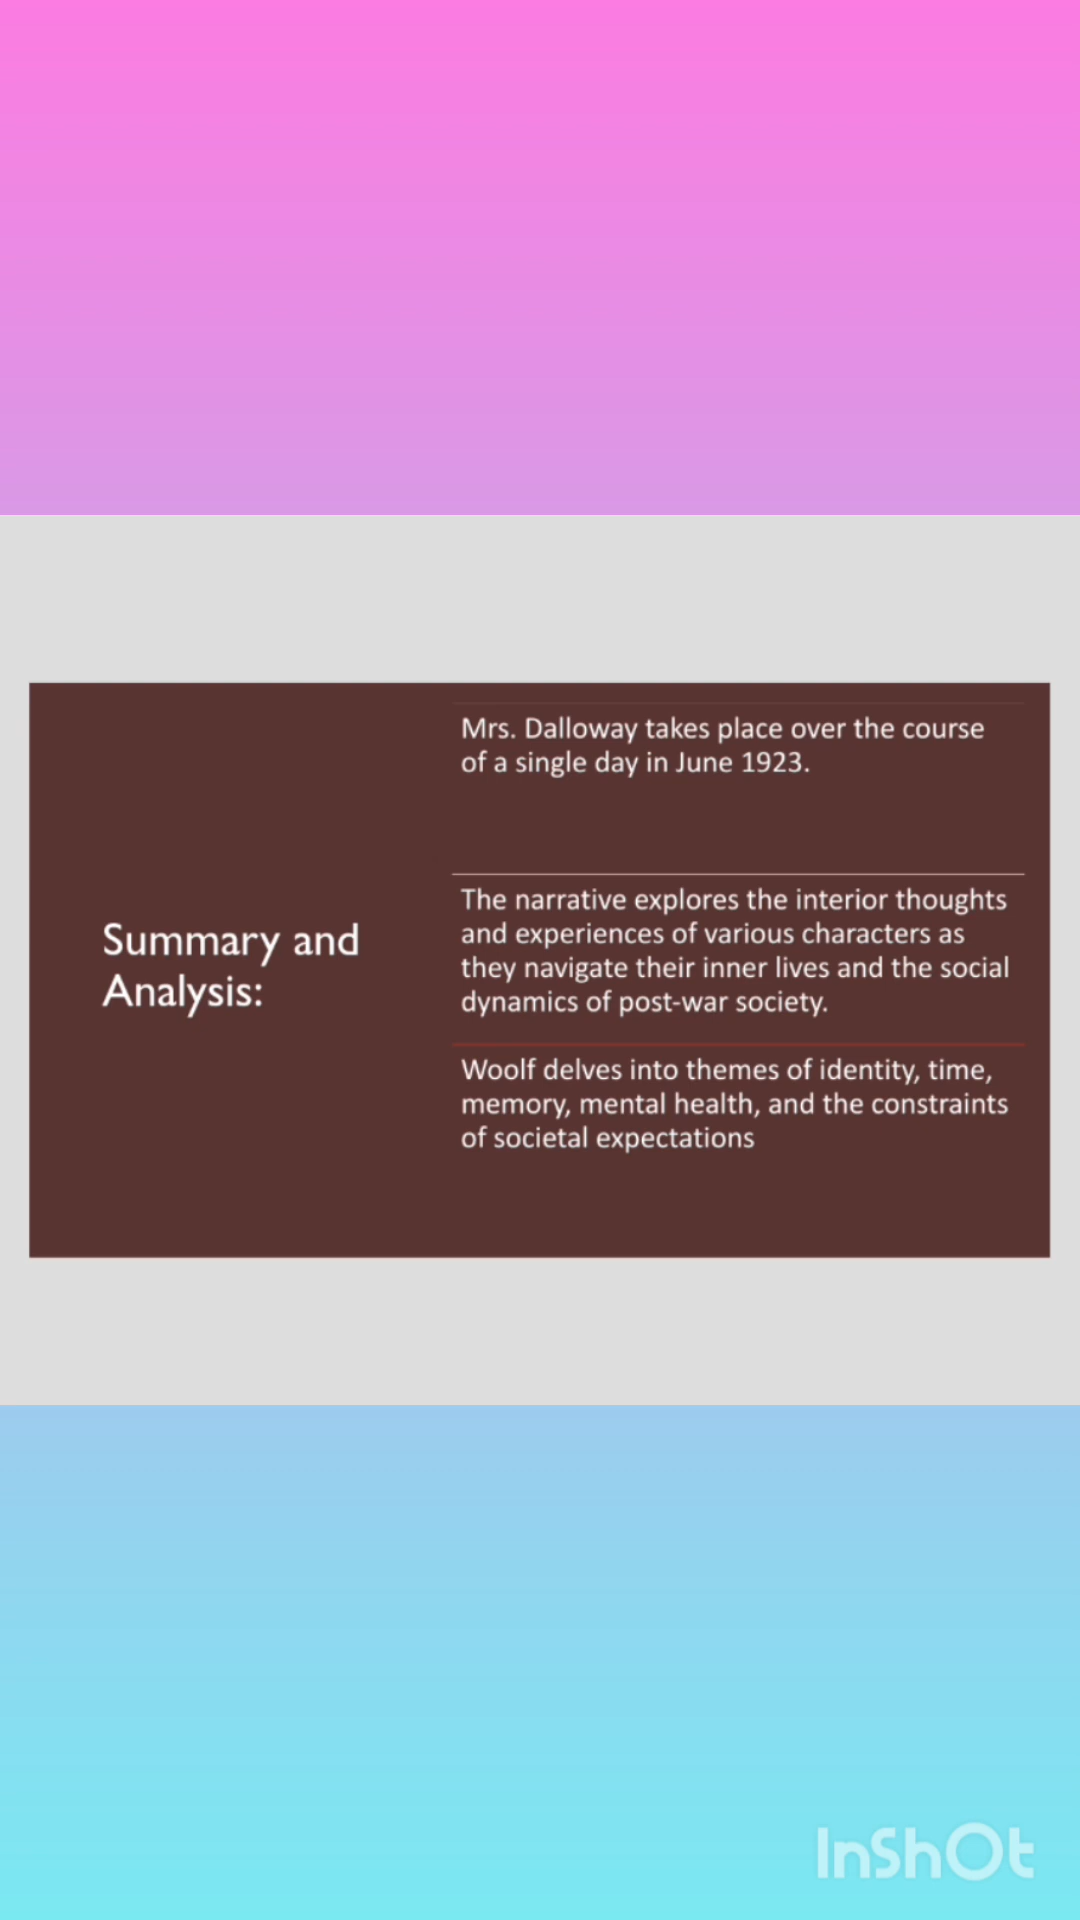 Summary and
Analysis:
Mrs. Dalloway takes place over the course
of a single day in June 1923.
The narrative explores the interior thoughts
and experiences of various characters as
they navigate their inner lives and the social
dynamics of post-war society.
Woolf delves into themes of identity, time,
memory, mental health, and the constraints
of societal expectations
InShOt